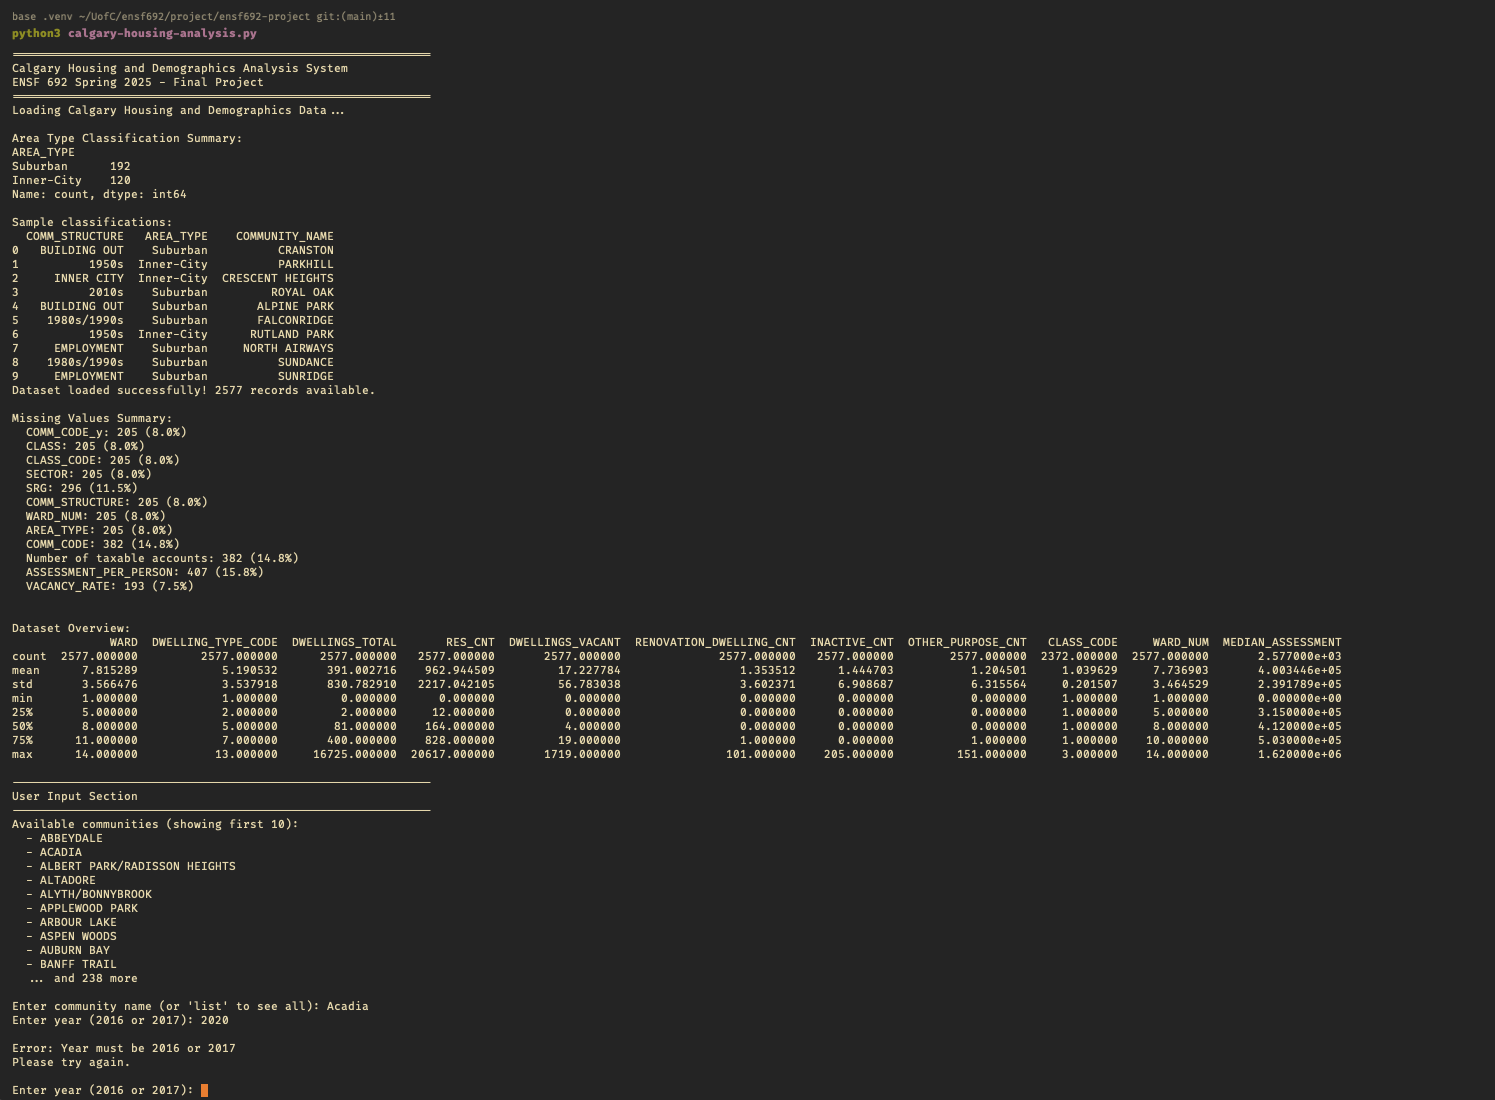 base .venv ~/UofC/ensf692/project/ensf692-project git:(main)±11
python3 calgary-housing-analysis.py
Calgary Housing and Demographics Analysis System
ENSF 692 Spring 2025 - Final Project
Loading Calgary Housing and Demographics Data...
Area Type Classification Summary:
AREA_TYPE
Suburban      192
Inner-City    120
Name: count, dtype: int64
Sample classifications:
  COMM_STRUCTURE   AREA_TYPE    COMMUNITY_NAME
0   BUILDING OUT    Suburban          CRANSTON
1          1950s  Inner-City          PARKHILL
2     INNER CITY  Inner-City  CRESCENT HEIGHTS
3          2010s    Suburban         ROYAL OAK
4   BUILDING OUT    Suburban       ALPINE PARK
5    1980s/1990s    Suburban       FALCONRIDGE
6          1950s  Inner-City      RUTLAND PARK
7     EMPLOYMENT    Suburban     NORTH AIRWAYS
8    1980s/1990s    Suburban          SUNDANCE
9     EMPLOYMENT    Suburban          SUNRIDGE
Dataset loaded successfully! 2577 records available.
Missing Values Summary:
  COMM_CODE_y: 205 (8.0%)
  CLASS: 205 (8.0%)
  CLASS_CODE: 205 (8.0%)
  SECTOR: 205 (8.0%)
  SRG: 296 (11.5%)
  COMM_STRUCTURE: 205 (8.0%)
  WARD_NUM: 205 (8.0%)
  AREA_TYPE: 205 (8.0%)
  COMM_CODE: 382 (14.8%)
  Number of taxable accounts: 382 (14.8%)
  ASSESSMENT_PER_PERSON: 407 (15.8%)
  VACANCY_RATE: 193 (7.5%)
Dataset Overview:
              WARD  DWELLING_TYPE_CODE  DWELLINGS_TOTAL       RES_CNT  DWELLINGS_VACANT  RENOVATION_DWELLING_CNT  INACTIVE_CNT  OTHER_PURPOSE_CNT   CLASS_CODE     WARD_NUM  MEDIAN_ASSESSMENT
count  2577.000000         2577.000000      2577.000000   2577.000000       2577.000000              2577.000000   2577.000000        2577.000000  2372.000000  2577.000000       2.577000e+03
mean      7.815289            5.190532       391.002716    962.944509         17.227784                 1.353512      1.444703           1.204501     1.039629     7.736903       4.003446e+05
std       3.566476            3.537918       830.782910   2217.042105         56.783038                 3.602371      6.908687           6.315564     0.201507     3.464529       2.391789e+05
min       1.000000            1.000000         0.000000      0.000000          0.000000                 0.000000      0.000000           0.000000     1.000000     1.000000       0.000000e+00
25%       5.000000            2.000000         2.000000     12.000000          0.000000                 0.000000      0.000000           0.000000     1.000000     5.000000       3.150000e+05
50%       8.000000            5.000000        81.000000    164.000000          4.000000                 0.000000      0.000000           0.000000     1.000000     8.000000       4.120000e+05
75%      11.000000            7.000000       400.000000    828.000000         19.000000                 1.000000      0.000000           1.000000     1.000000    10.000000       5.030000e+05
max      14.000000           13.000000     16725.000000  20617.000000       1719.000000               101.000000    205.000000         151.000000     3.000000    14.000000       1.620000e+06
User Input Section
Available communities (showing first 10):
  - ABBEYDALE
  - ACADIA
  - ALBERT PARK/RADISSON HEIGHTS
  - ALTADORE
  - ALYTH/BONNYBROOK
  - APPLEWOOD PARK
  - ARBOUR LAKE
  - ASPEN WOODS
  - AUBURN BAY
  - BANFF TRAIL
  ... and 238 more
Enter community name (or 'list' to see all): Acadia
Enter year (2016 or 2017): 2020
Error: Year must be 2016 or 2017
Please try again.
Enter year (2016 or 2017):